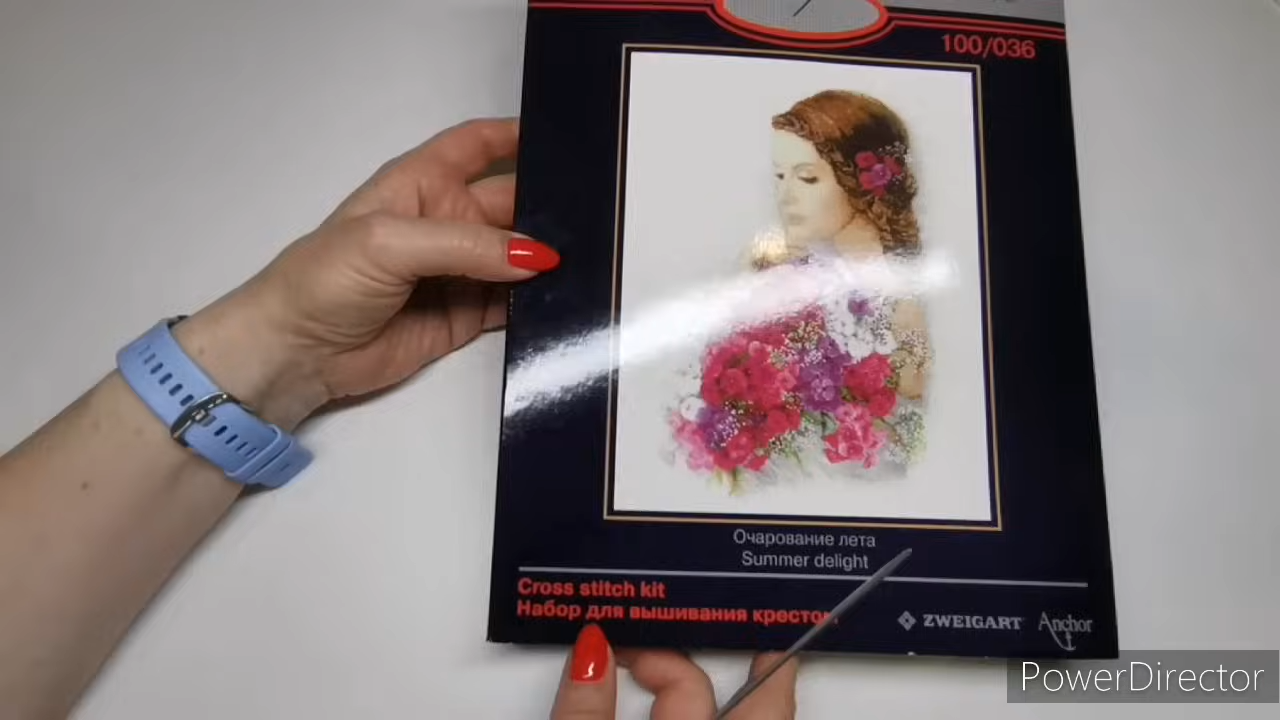 100/036
Очарование лета
Summer delight
Cross stitch kit
Набор для вышивания крестом
ZWEIGART
Anchor
PowerDirector